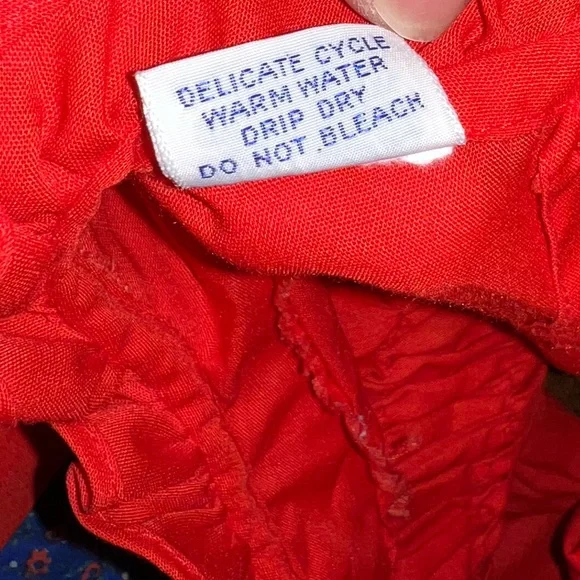 DELICATE CYCLE
WARM WATER
DRIP DRY
DO NOT BLEACH